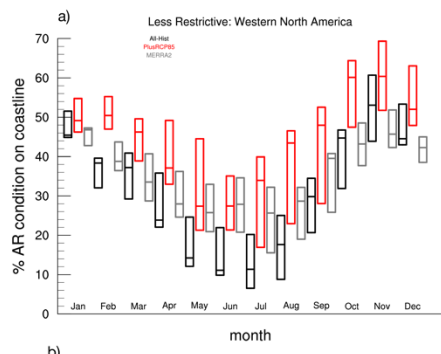 a)
Less Restrictive: Western North America
All-Hist
PlusRCP85
MERRA2
% AR condition on coastline
70
60
50
40
30
20
10
0
Jan Feb Mar Apr May Jun Jul Aug Sep Oct Nov Dec
month
b)